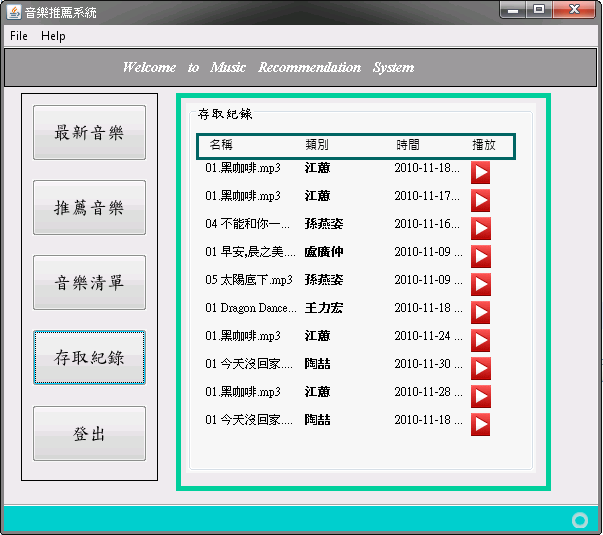 音樂推薦系統
File Help
Welcome to Music Recommendation System
最新音樂
推薦音樂
音樂清單
存取紀錄
登出
存取紀錄
名稱 類別 時間 播放
01.黑咖啡.mp3 江蕙 2010-11-18...
01.黑咖啡.mp3 江蕙 2010-11-17...
04 不能和你一... 孫燕姿 2010-11-16...
01 早安,晨之美.... 盧廣仲 2010-11-09 ...
05 太陽底下.mp3 孫燕姿 2010-11-09 ...
01 Dragon Dance... 王力宏 2010-11-18 ...
01.黑咖啡.mp3 江蕙 2010-11-24 ...
01 今天沒回家.... 陶喆 2010-11-30 ...
01.黑咖啡.mp3 江蕙 2010-11-28 ...
01 今天沒回家.... 陶喆 2010-11-18 ...